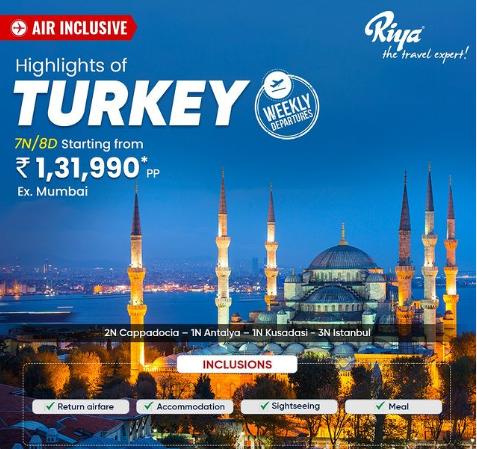 AIR INCLUSIVE
Riya
the travel expert!
Highlights of
TURKEY
WEEKLY
DEPARTURES
7N/8D Starting from
₹ 1,31,990* PP
Ex. Mumbai
2N Cappadocia – 1N Antalya – 1N Kusadasi - 3N Istanbul
INCLUSIONS
Return airfare
Accommodation
Sightseeing
Meal